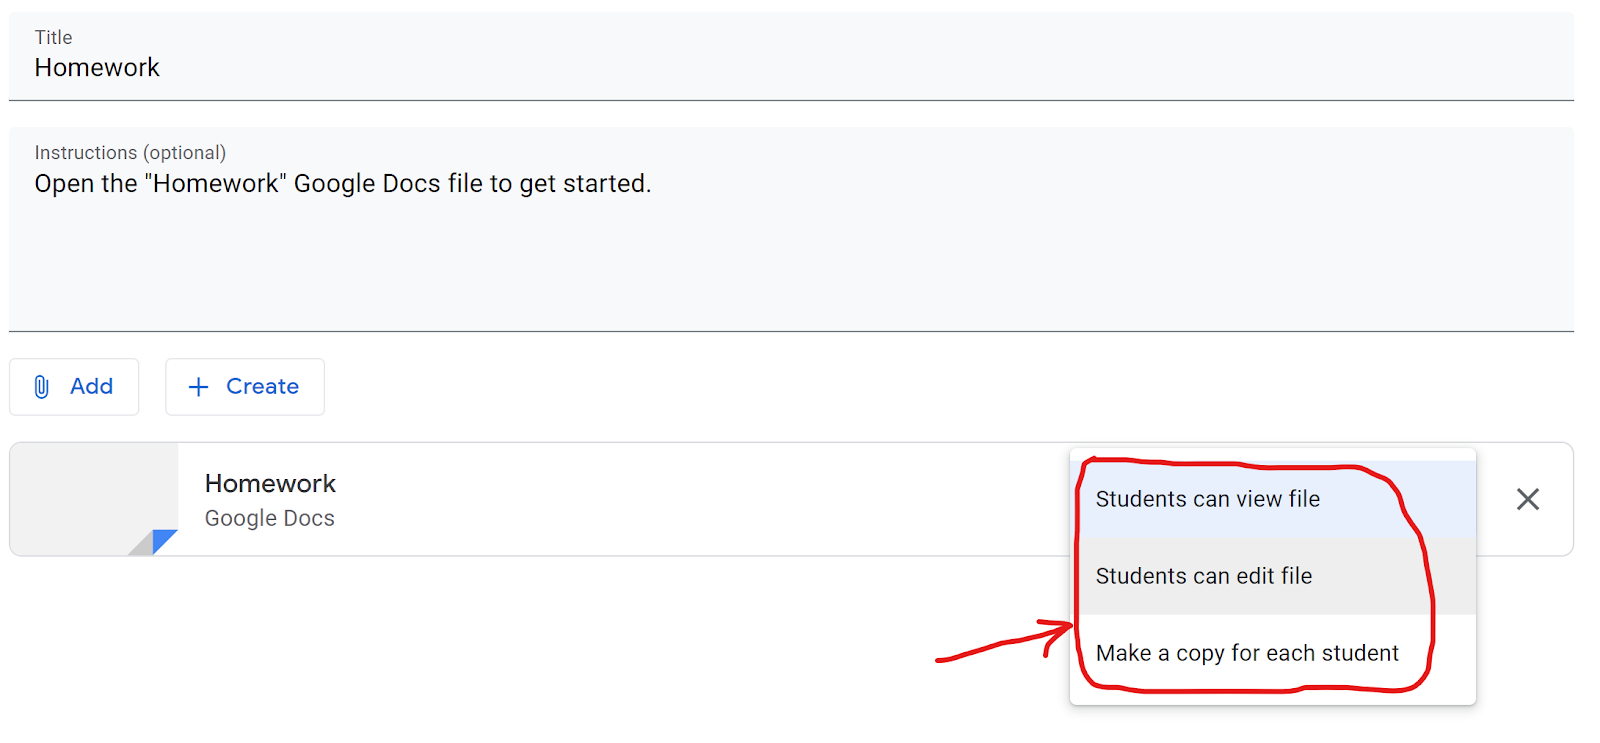 Title
Homework
Instructions (optional)
Open the "Homework" Google Docs file to get started.
Add
Create
Homework
Google Docs
Students can view file
Students can edit file
Make a copy for each student